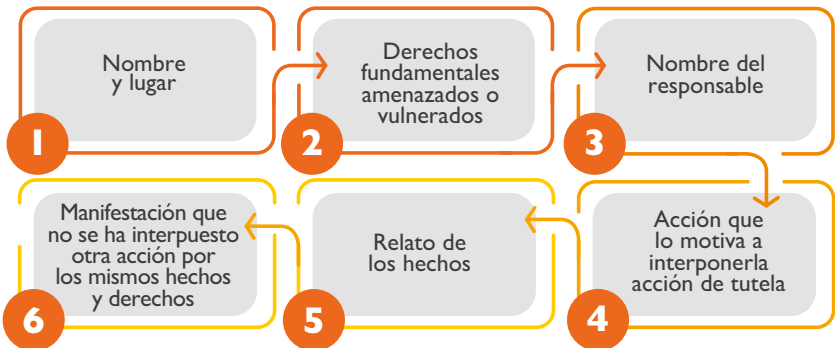 Nombre
y lugar
1
Derechos
fundamentales
amenazados o
vulnerados
2
Nombre del
responsable
3
Acción que
lo motiva a
interponerla
acción de tutela
4
Relato de
los hechos
5
Manifestación que
no se ha interpuesto
otra acción por
los mismos hechos
y derechos
6